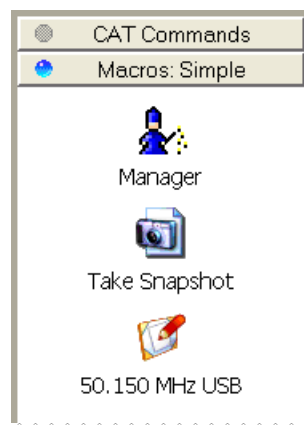 CAT Commands
Macros: Simple
Manager
Take Snapshot
50.150 MHz USB